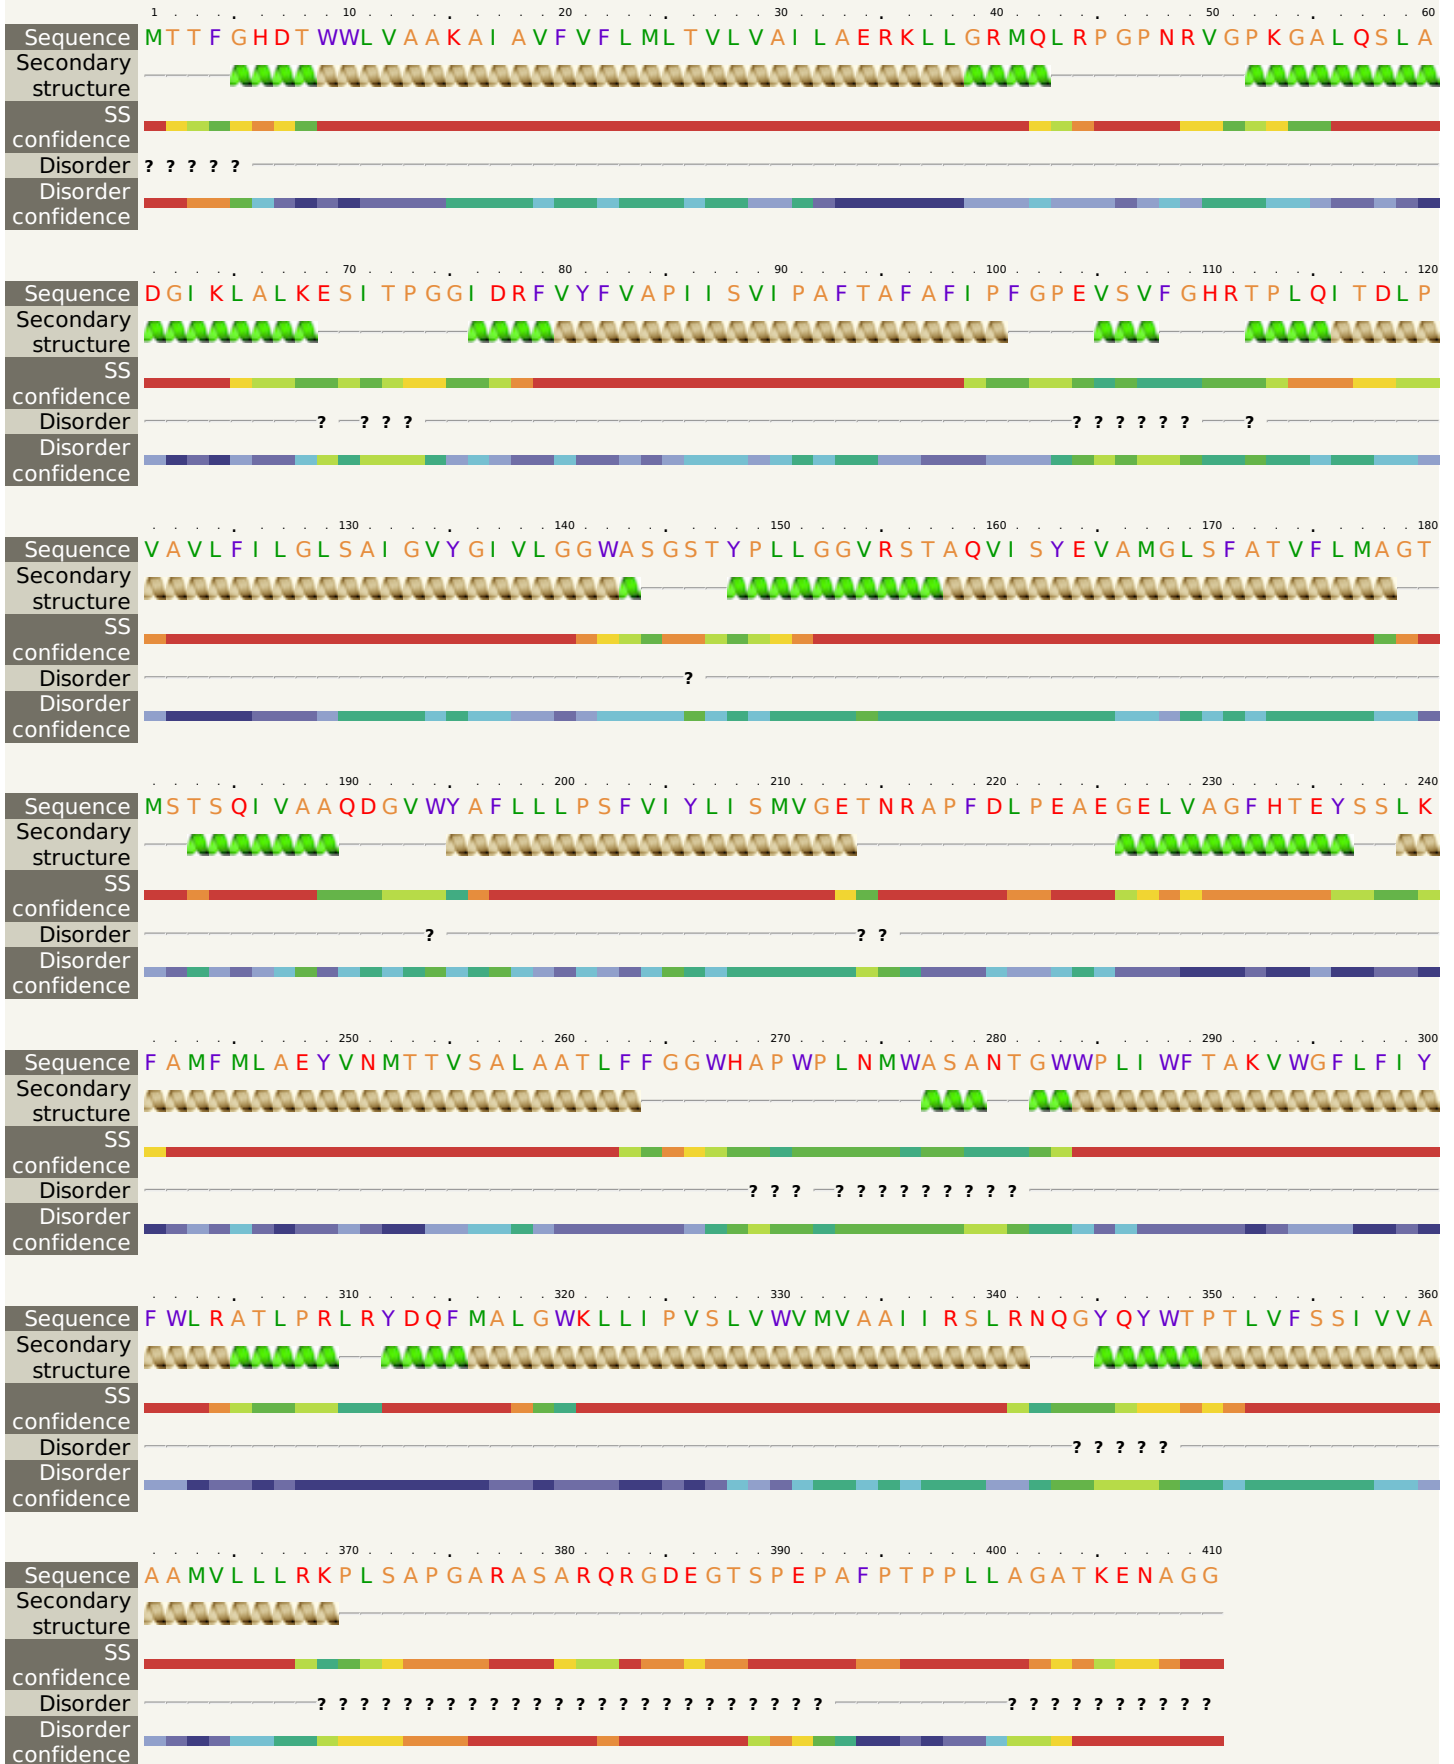 1 10 20 30 40 50 60
Sequence MTTFGHDTWWLVAAKAIAVFVFLMLTVLVAILAERKLLGRMQLRPGPNRVGPKGALQSLA
Secondary
structure
SS
confidence
Disorder ? ? ? ? ?
Disorder
confidence
70 80 90 100 110 120
Sequence DGIKLALKESITPGGIDRFVYFVAPIISVIPAFTAFAFIPFGPEVSVFGHRTPLQITDLP
Secondary
structure
SS
confidence
Disorder ? ? ? ? ? ? ? ? ? ? ?
Disorder
confidence
130 140 150 160 170 180
Sequence VAVLFILGLSAIGVYGIVLGGWASGSTYPLLGGVRSTAQVISYEVAMGLSFATVFLMAGT
Secondary
structure
SS
confidence
Disorder ?
Disorder
confidence
190 200 210 220 230 240
Sequence MSTSQIVAAQDGVWYAFLLLPSFVIYLISMVGETNRAPFDLPEAEGELVAGFHTEYSSLK
Secondary
structure
SS
confidence
Disorder ? ? ?
Disorder
confidence
250 260 270 280 290 300
Sequence FAMFMLAEYVNMTTVSALAATLFFGGWHAPWPLNMWASANTGWWPLIWFTAKVWGFLFIY
Secondary
structure
SS
confidence
Disorder ? ? ? ? ? ? ? ? ? ? ? ?
Disorder
confidence
310 320 330 340 350 360
Sequence FWLRATLPRLRYDQFMALGWKLLIPVSLVWVMVAAIIRSLRNQGYQYWTPTLVFSSIVVA
Secondary
structure
SS
confidence
Disorder ? ? ? ? ?
Disorder
confidence
370 380 390 400 410
Sequence AAMVLLLRKPLSAPGARASARQRGDEGTSPEPAFPTPPLLAGATKENAGG
Secondary
structure
SS
confidence
Disorder ? ? ? ? ? ? ? ? ? ? ? ? ? ? ? ? ? ? ? ? ? ? ? ? ? ? ? ? ? ? ? ? ? ?
Disorder
confidence